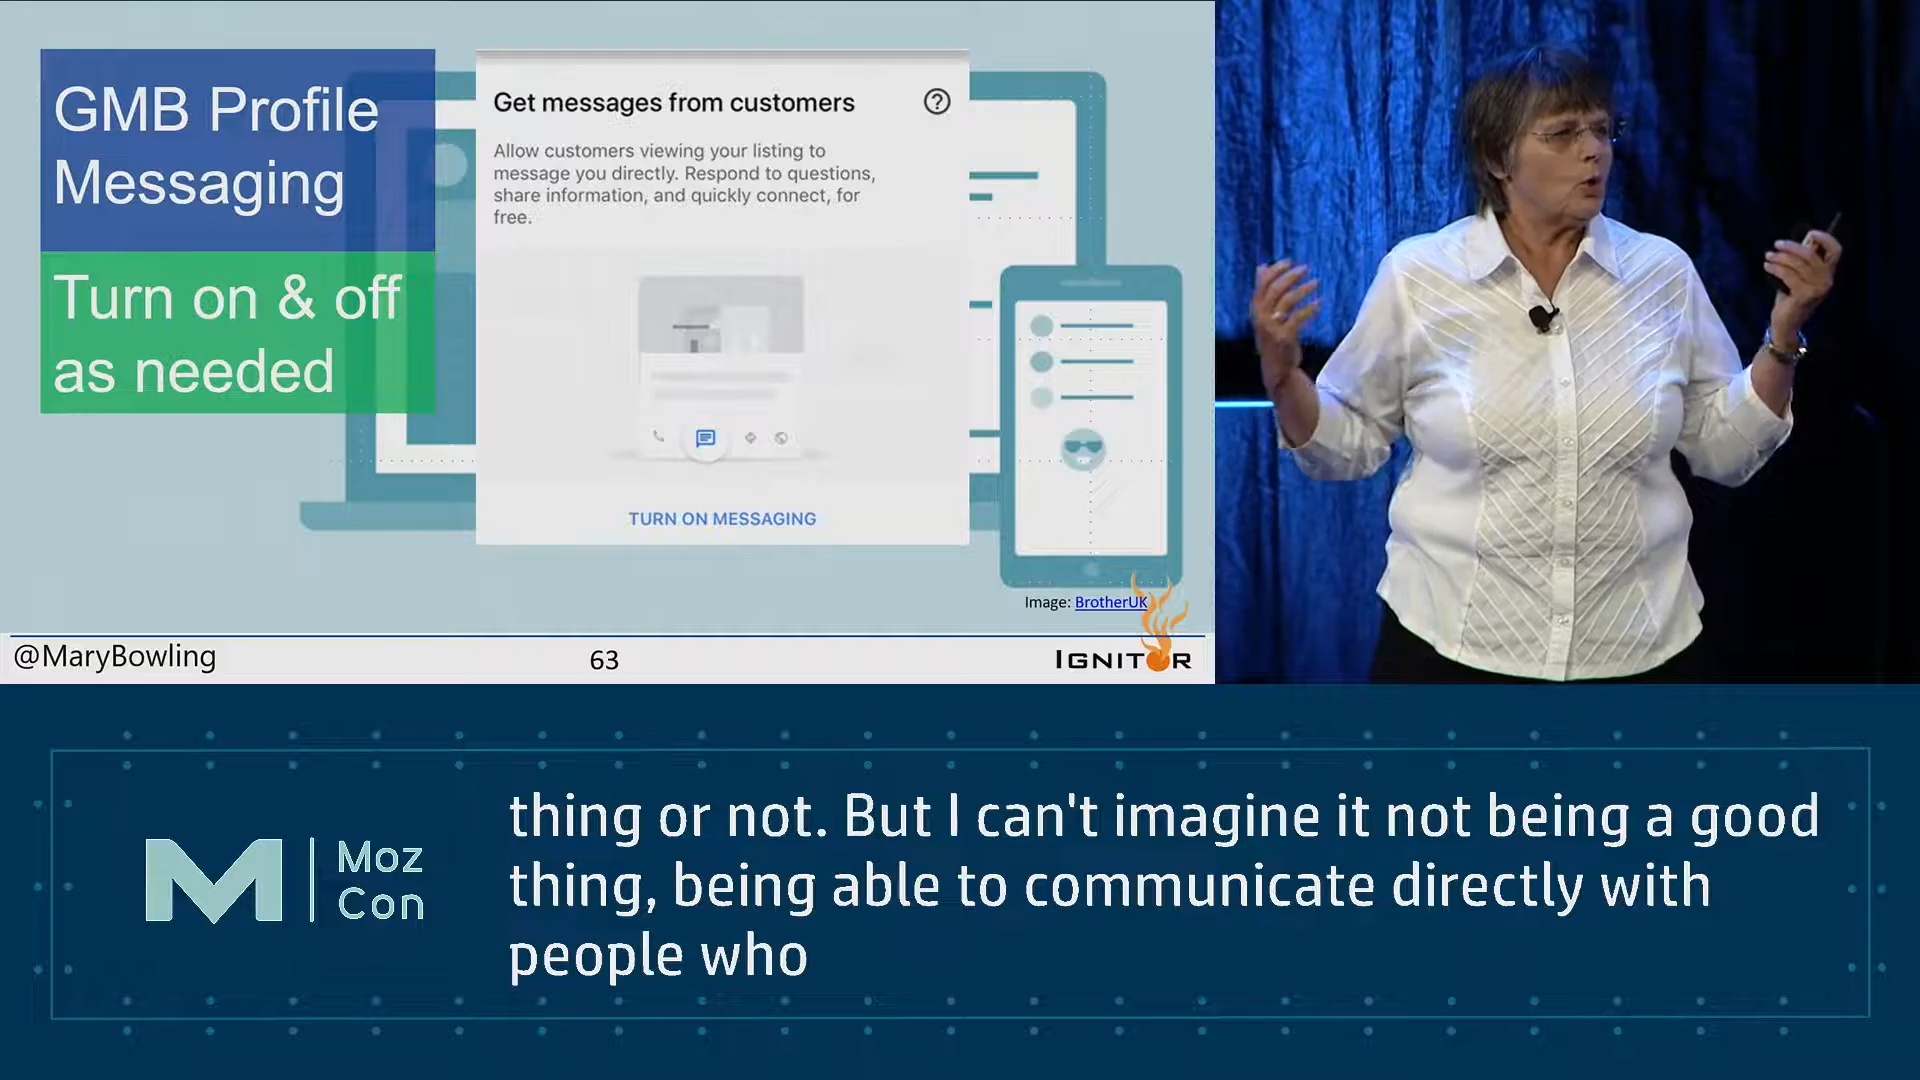 GMB Profile
Messaging
Turn on & off
as needed
Get messages from customers
?
Allow customers viewing your listing to
message you directly. Respond to questions,
share information, and quickly connect, for
free.
TURN ON MESSAGING
Image: BrotherUK
@MaryBowling
63
IGNITOR
Moz
Con
thing or not. But I can't imagine it not being a good
thing, being able to communicate directly with
people who